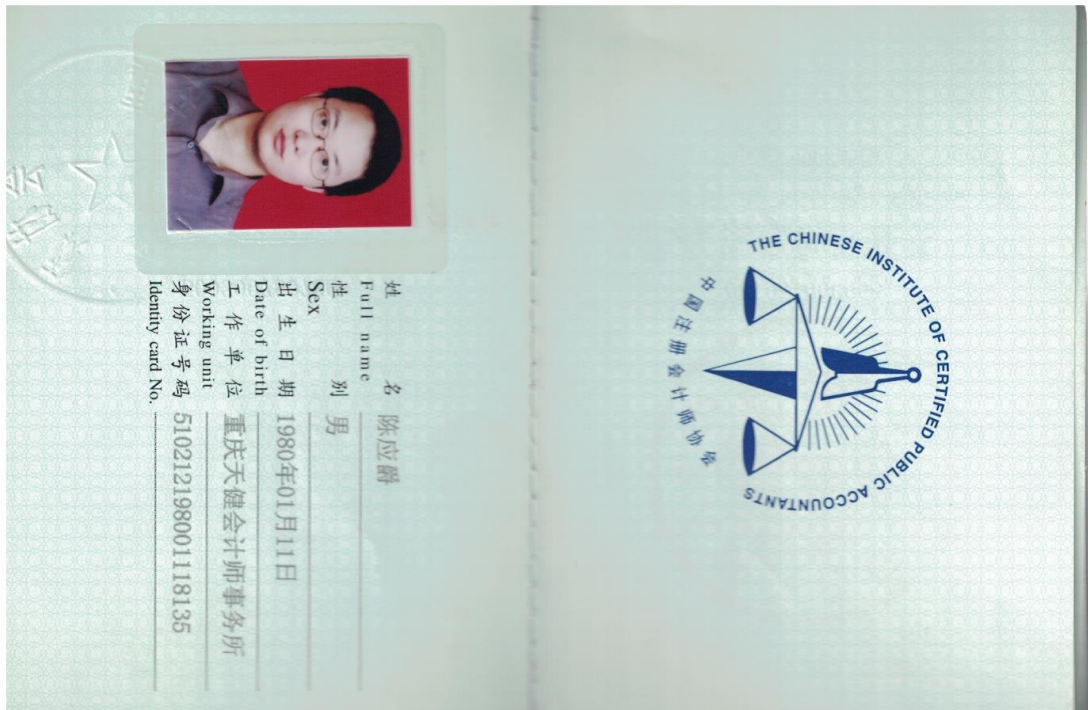 姓 名 陈应爵
Full name
性 别 男
Sex
出生日期 1980年01月11日
Date of birth
工作单位 重庆天健会计师事务所
Working unit
身份证号码 510212198001118135
Identity card No.
THE CHINESE INSTITUTE OF CERTIFIED PUBLIC ACCOUNTANTS
中国注册会计师协会